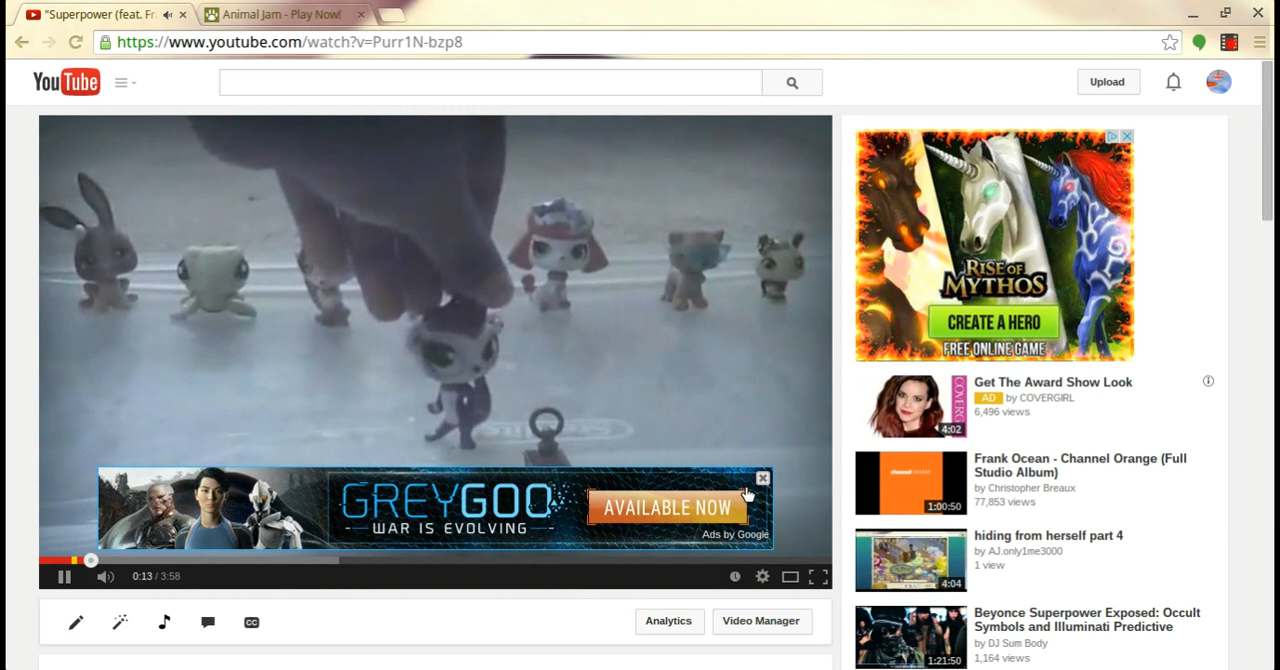 "Superpower (feat. Fr
Animal Jam - Play Now!
https://www.youtube.com/watch?v=Purr1N-bzp8
YouTube
Upload
RISE OF
MYTHOS
CREATE A HERO
FREE ONLINE GAME
GREYGOO
WAR IS EVOLVING
AVAILABLE NOW
Ads by Google
0:13 / 3:58
CC
Analytics
Video Manager
COVERG
4:02
Get The Award Show Look
AD by COVERGIRL
6,496 views
1:00:50
Frank Ocean - Channel Orange (Full
Studio Album)
by Christopher Breaux
77,853 views
4:04
hiding from herself part 4
by AJ.only1me3000
1 view
1:21:50
Beyonce Superpower Exposed: Occult
Symbols and Illuminati Predictive
by DJ Sum Body
1,164 views